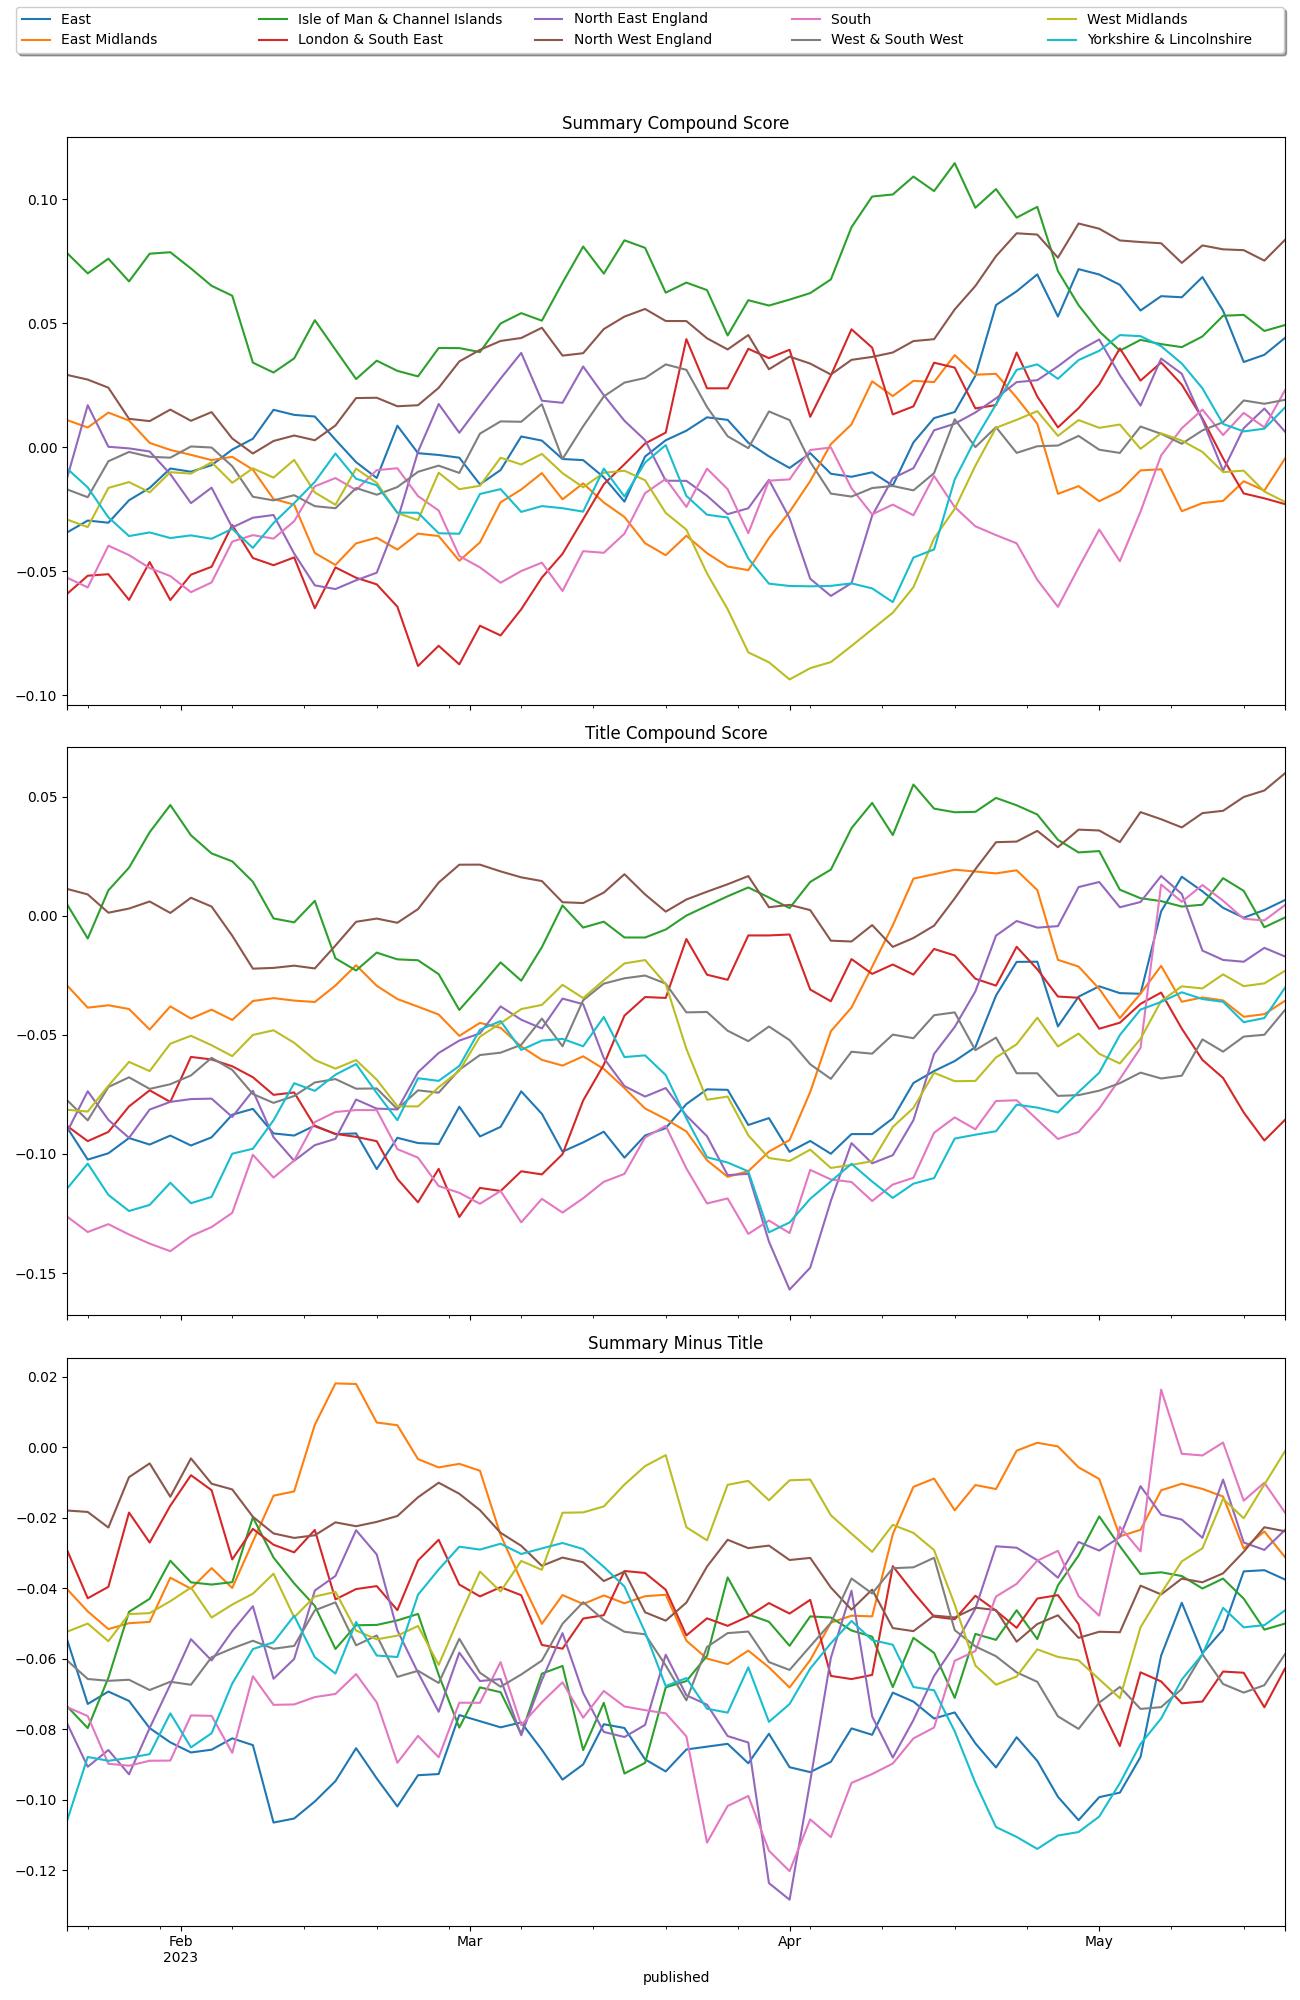 East Isle of Man & Channel Islands North East England South West Midlands
East Midlands London & South East North West England West & South West Yorkshire & Lincolnshire
Summary Compound Score
0.10
0.05
0.00
−0.05
−0.10
Title Compound Score
0.05
0.00
−0.05
−0.10
−0.15
Summary Minus Title
0.02
0.00
−0.02
−0.04
−0.06
−0.08
−0.10
−0.12
Feb Mar Apr May
2023
published